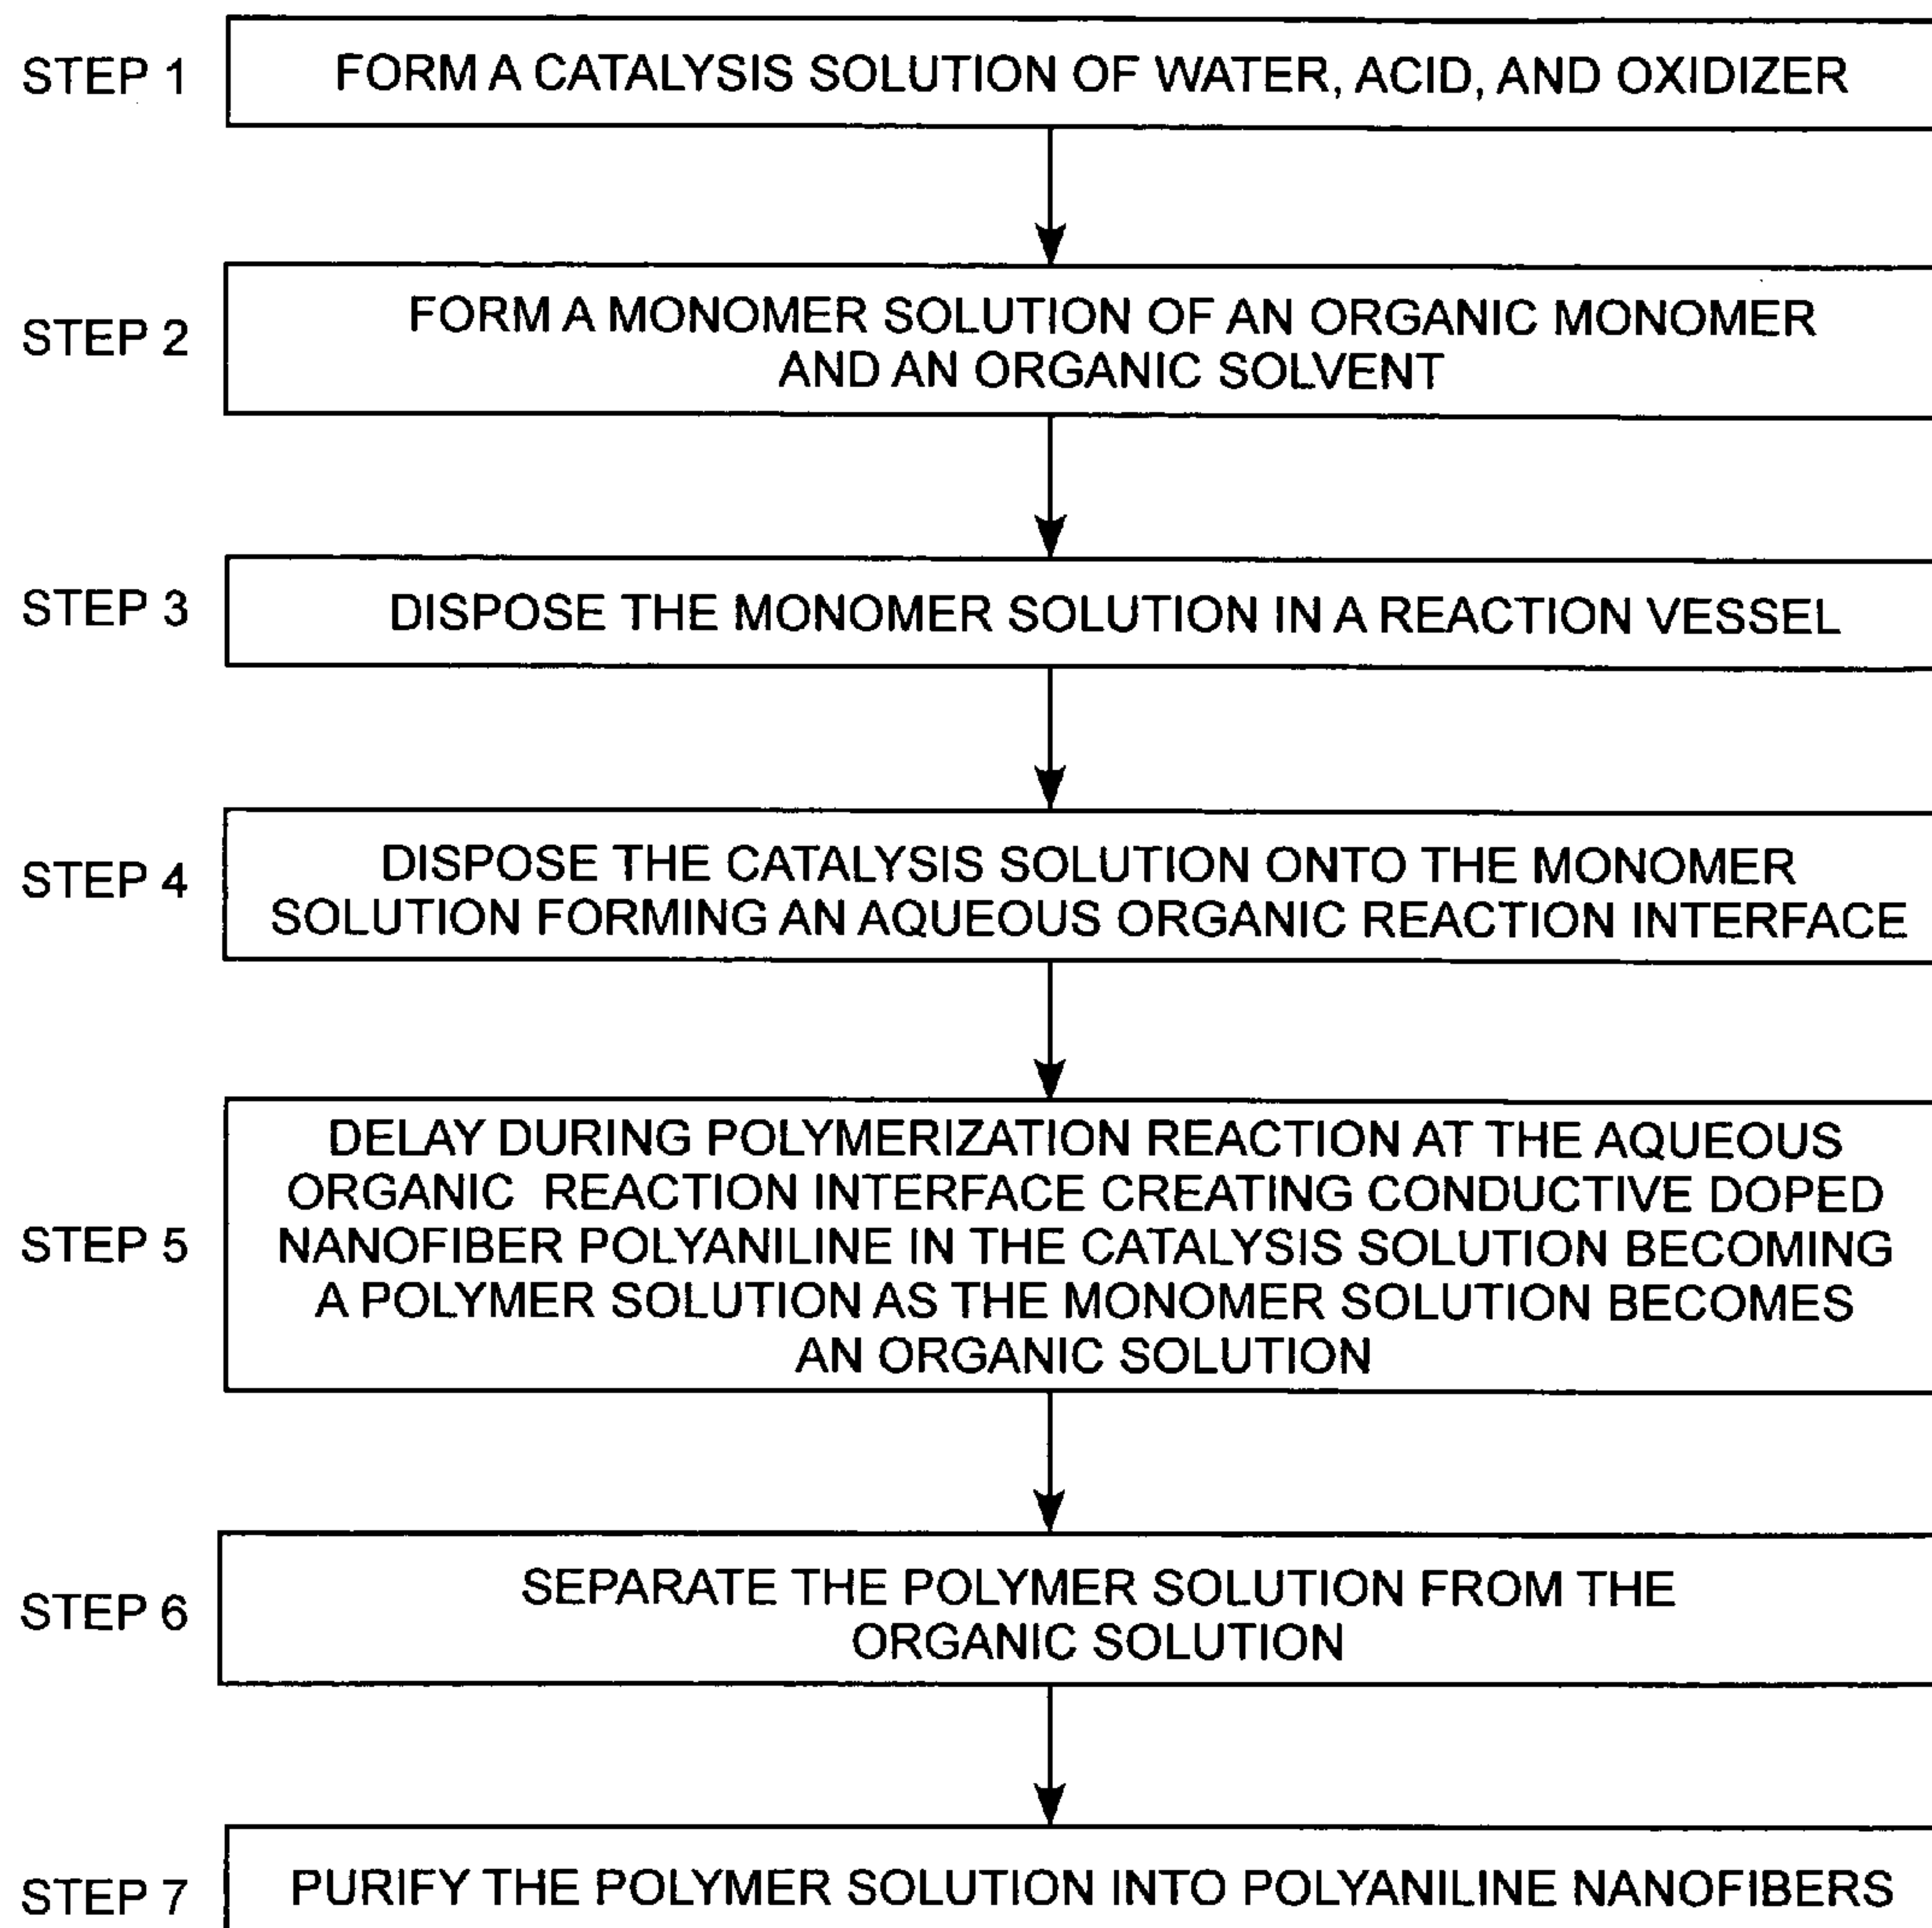 STEP 1
FORM A CATALYSIS SOLUTION OF WATER, ACID, AND OXIDIZER
STEP 2
FORM A MONOMER SOLUTION OF AN ORGANIC MONOMER
AND AN ORGANIC SOLVENT
STEP 3
DISPOSE THE MONOMER SOLUTION IN A REACTION VESSEL
STEP 4
DISPOSE THE CATALYSIS SOLUTION ONTO THE MONOMER
SOLUTION FORMING AN AQUEOUS ORGANIC REACTION INTERFACE
STEP 5
DELAY DURING POLYMERIZATION REACTION AT THE AQUEOUS
ORGANIC REACTION INTERFACE CREATING CONDUCTIVE DOPED
NANOFIBER POLYANILINE IN THE CATALYSIS SOLUTION BECOMING
A POLYMER SOLUTION AS THE MONOMER SOLUTION BECOMES
AN ORGANIC SOLUTION
STEP 6
SEPARATE THE POLYMER SOLUTION FROM THE
ORGANIC SOLUTION
STEP 7
PURIFY THE POLYMER SOLUTION INTO POLYANILINE NANOFIBERS